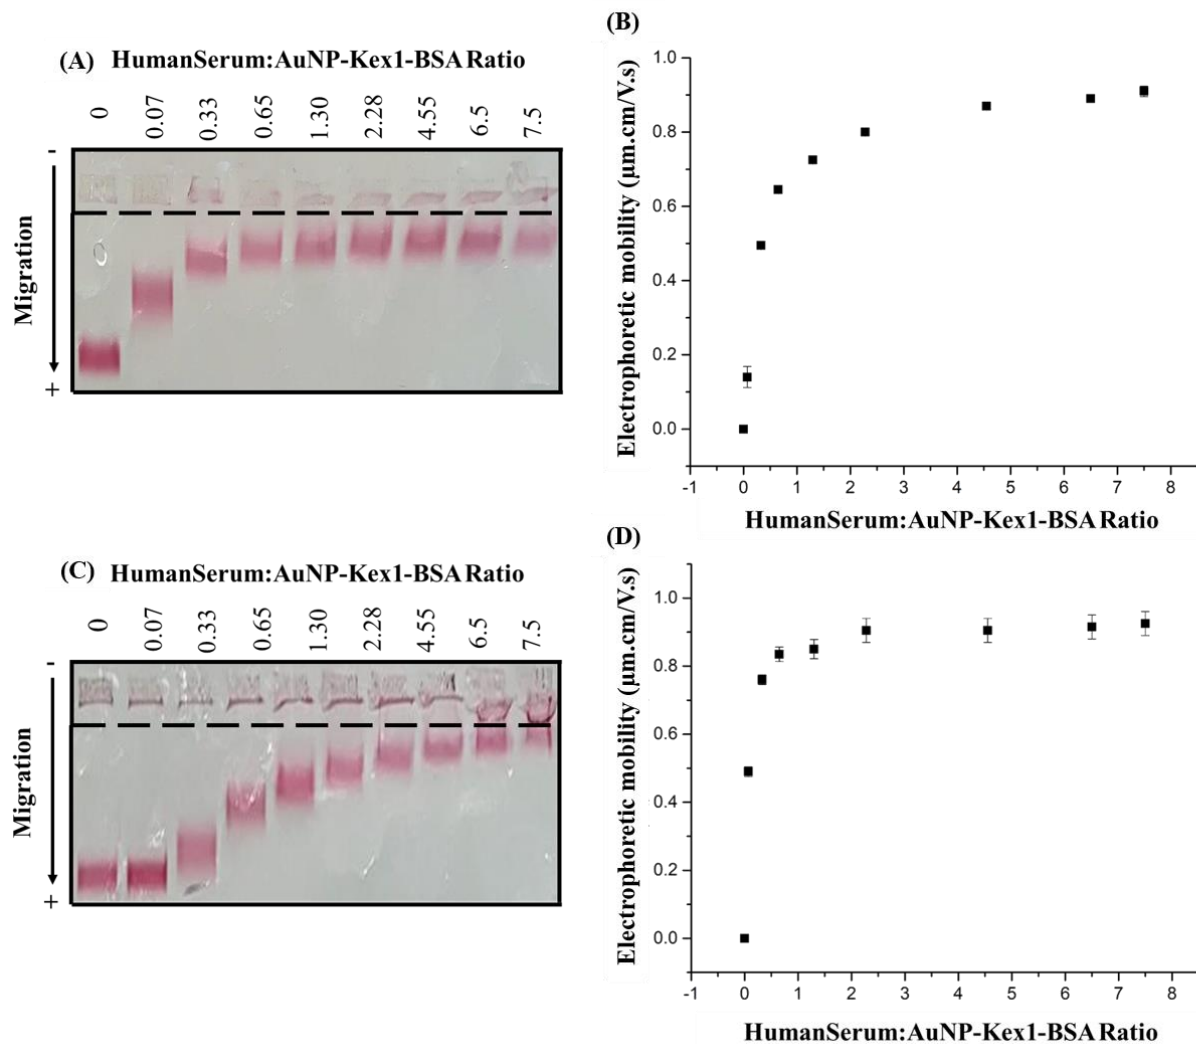 (A) HumanSerum:AuNP-Kex1-BSA Ratio
0 0.07 0.33 0.65 1.30 2.28 4.55 6.5 7.5
-
Migration
+
(B)
Electrophoretic mobility (µm.cm/V.s)
1.0
0.8
0.6
0.4
0.2
0.0
-1 0 1 2 3 4 5 6 7 8
HumanSerum:AuNP-Kex1-BSA Ratio
(C) HumanSerum:AuNP-Kex1-BSA Ratio
0 0.07 0.33 0.65 1.30 2.28 4.55 6.5 7.5
-
Migration
+
(D)
Electrophoretic mobility (µm.cm/V.s)
1.0
0.8
0.6
0.4
0.2
0.0
-1 0 1 2 3 4 5 6 7 8
HumanSerum:AuNP-Kex1-BSA Ratio